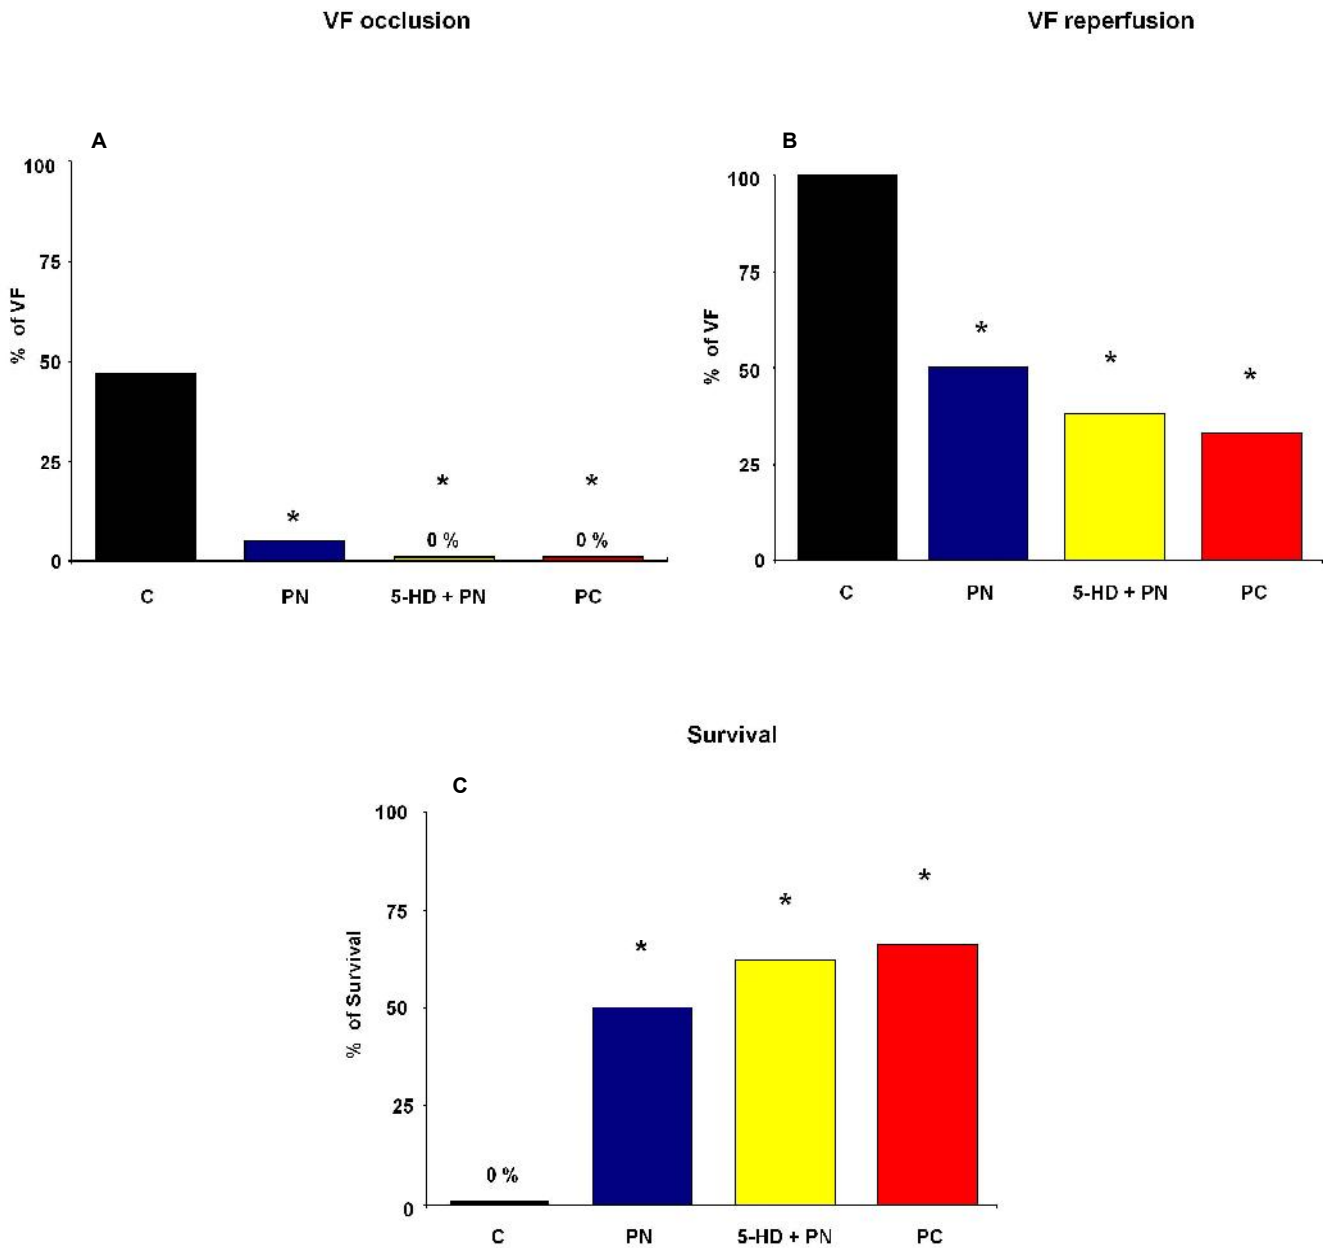 VF occlusion
VF reperfusion
A
100
75
50
25
0
% of VF
*
*
*
0 %
0 %
C PN 5-HD + PN PC
B
100
75
50
25
0
% of VF
*
*
*
C PN 5-HD + PN PC
Survival
C
100
75
50
25
0
% of Survival
*
*
*
0 %
C PN 5-HD + PN PC